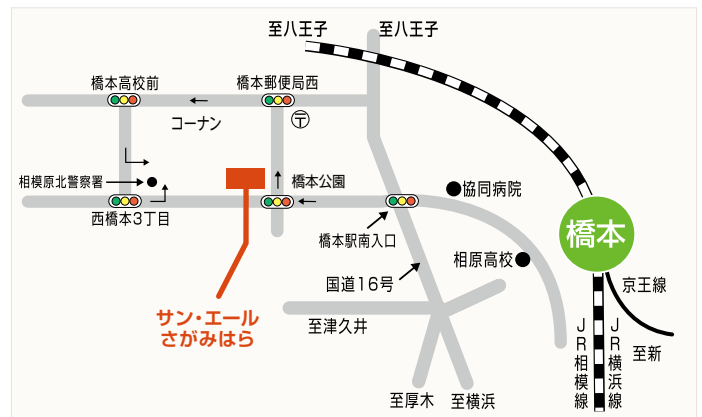 至八王子
至八王子
橋本高校前
橋本郵便局西
コーナン
〒
相模原北警察署
橋本公園
協同病院
西橋本3丁目
橋本駅南入口
橋本
相原高校
国道16号
京王線
サン・エール
さがみはら
至津久井
JR相模線
JR横浜線
至新
至厚木
至横浜